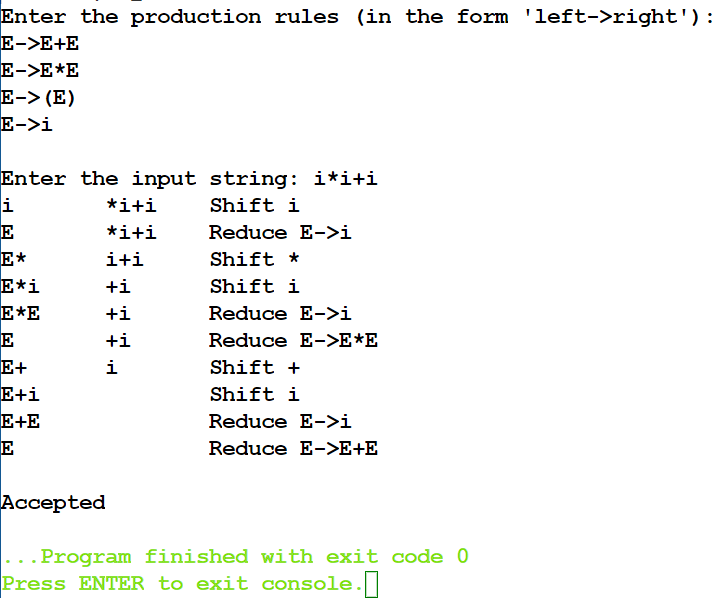 Enter the production rules (in the form 'left->right'):
E->E+E
E->E*E
E->(E)
E->i
Enter the input string: i*i+i
i *i+i Shift i
E *i+i Reduce E->i
E* i+i Shift *
E*i +i Shift i
E*E +i Reduce E->i
E +i Reduce E->E*E
E+ i Shift +
E+i Shift i
E+E Reduce E->i
E Reduce E->E+E
Accepted
...Program finished with exit code 0
Press ENTER to exit console.